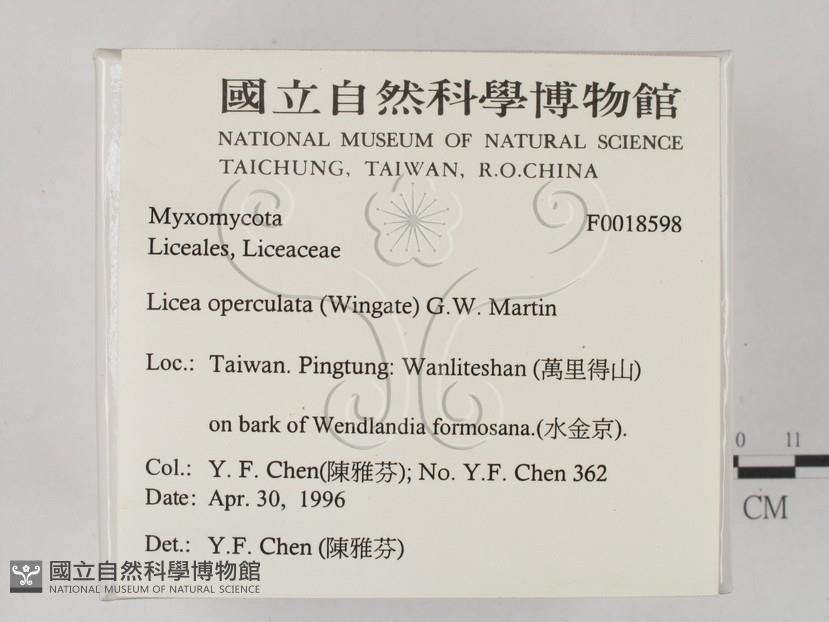 國立自然科學博物館
NATIONAL MUSEUM OF NATURAL SCIENCE
TAICHUNG, TAIWAN, R.O.CHINA
Myxomycota F0018598
Liceales, Liceaceae
Licea operculata (Wingate) G.W. Martin
Loc.: Taiwan. Pingtung: Wanliteshan (萬里得山)
on bark of Wendlandia formosana.(水金京).
Col.: Y. F. Chen(陳雅芬); No. Y.F. Chen 362
Date: Apr. 30, 1996
Det.: Y.F. Chen (陳雅芬)
0 11
CM
國立自然科學博物館
NATIONAL MUSEUM OF NATURAL SCIENCE